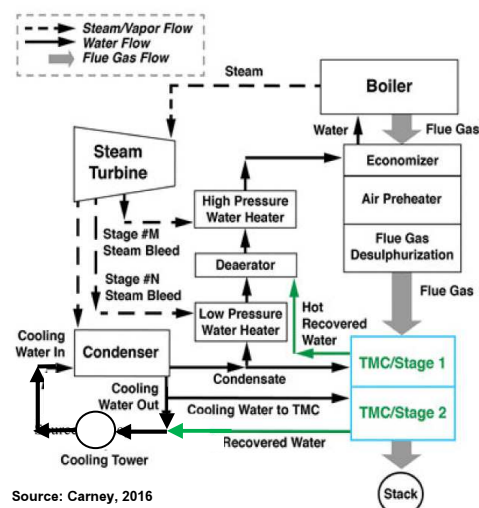 Steam/Vapor Flow
Water Flow
Flue Gas Flow
Steam
Boiler
Water
Flue Gas
Steam
Turbine
Economizer
High Pressure
Water Heater
Air Preheater
Stage #M
Steam Bleed
Deaerator
Flue Gas
Desulphurization
Stage #N
Steam Bleed
Flue Gas
Low Pressure
Water Heater
Hot
Recovered
Water
Cooling
Water In
Condenser
TMC/Stage 1
Condensate
Cooling
Water Out
Cooling Water to TMC
TMC/Stage 2
Recovered Water
Cooling Tower
Source: Carney, 2016
Stack